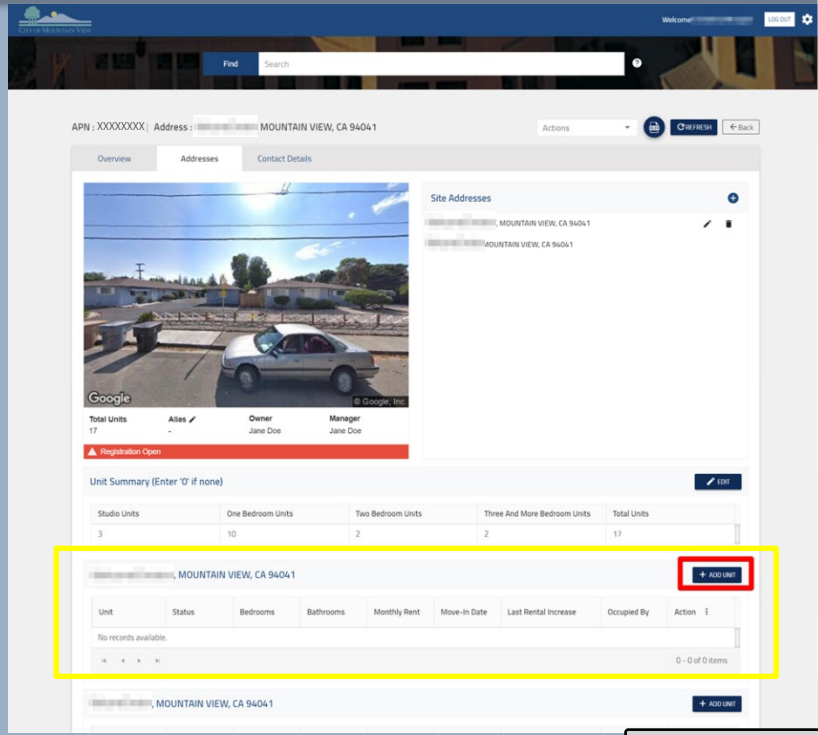 CITY OF MOUNTAIN VIEW
Welcome
LOG OUT
Find Search
APN : XXXXXXXX | Address : MOUNTAIN VIEW, CA 94041
Actions REFRESH Back
Overview Addresses Contact Details
Site Addresses
, MOUNTAIN VIEW, CA 94041
MOUNTAIN VIEW, CA 94041
Google
© Google, Inc.
Total Units Alias Owner Manager
17 - Jane Doe Jane Doe
Registration Open
Unit Summary (Enter '0' if none) EDIT
Studio Units One Bedroom Units Two Bedroom Units Three And More Bedroom Units Total Units
3 10 2 2 17
, MOUNTAIN VIEW, CA 94041 + ADD UNIT
Unit Status Bedrooms Bathrooms Monthly Rent Move-In Date Last Rental Increase Occupied By Action
No records available.
0 - 0 of 0 items
, MOUNTAIN VIEW, CA 94041 + ADD UNIT